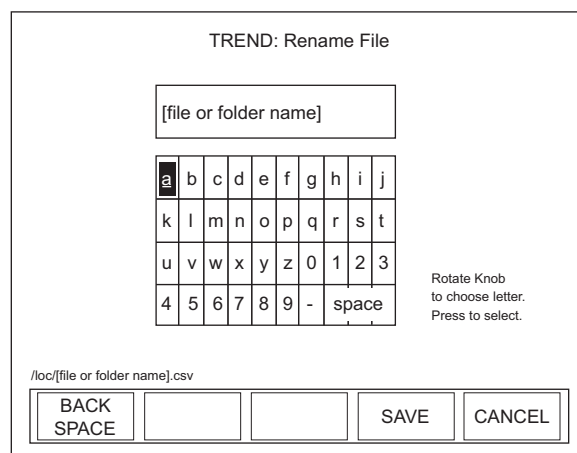 TREND: Rename File
[file or folder name]
a b c d e f g h i j
k l m n o p q r s t
u v w x y z 0 1 2 3
4 5 6 7 8 9 - space
Rotate Knob
to choose letter.
Press to select.
/loc/[file or folder name].csv
BACK
SPACE
SAVE
CANCEL